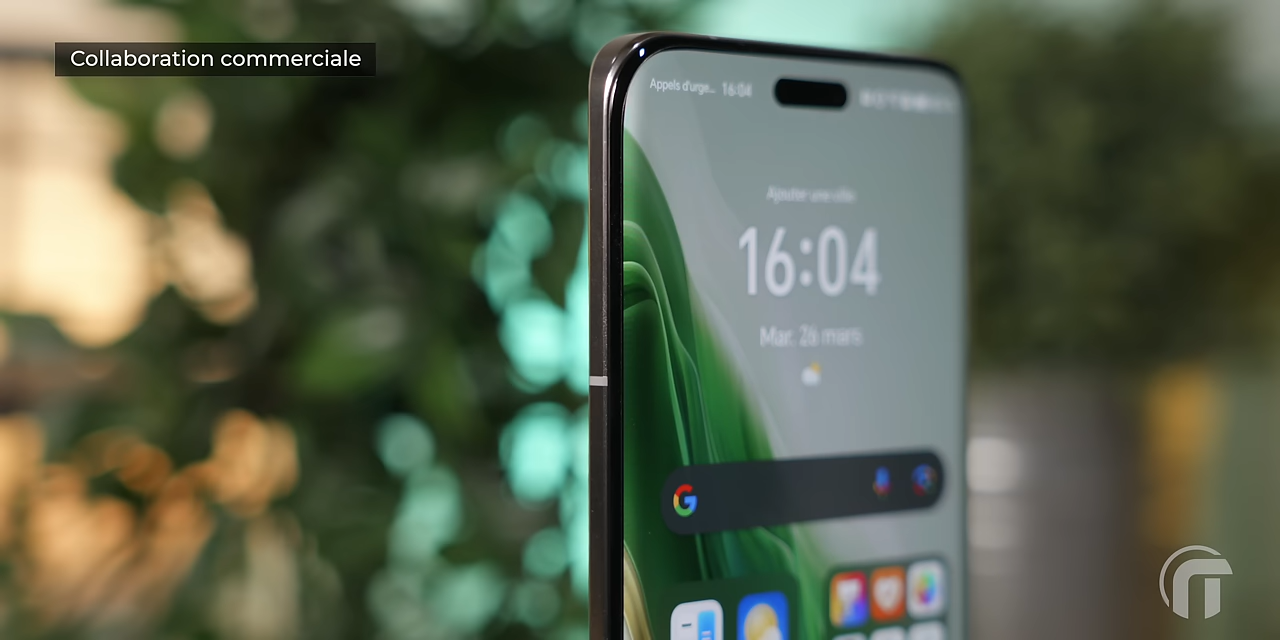 Collaboration commerciale
Appels d'urge... 16:04
Ajouter une ville
16:04
Mar. 26 mars